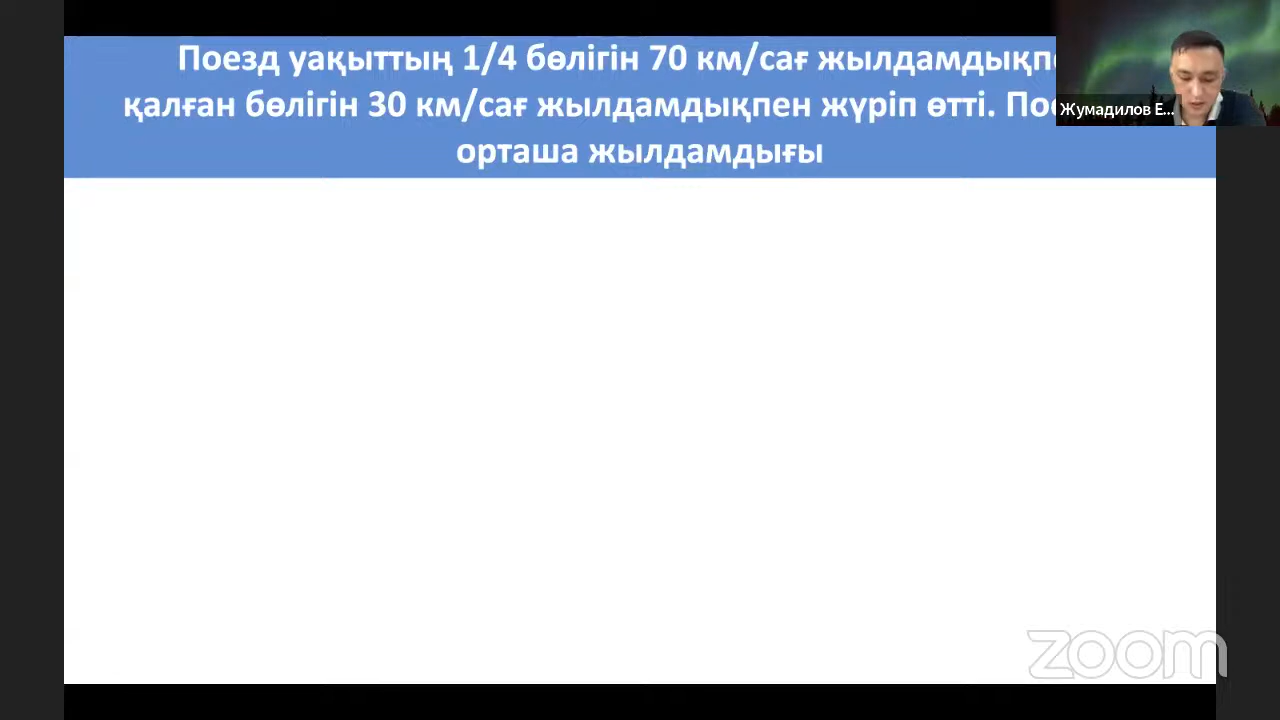 Поезд уақыттың 1/4 бөлігін 70 км/сағ
қалған бөлігін 30 км/сағ жылдамдықпен жүріп өтті.
орташа жылдамдығы
Жумадилов Е...
zoom